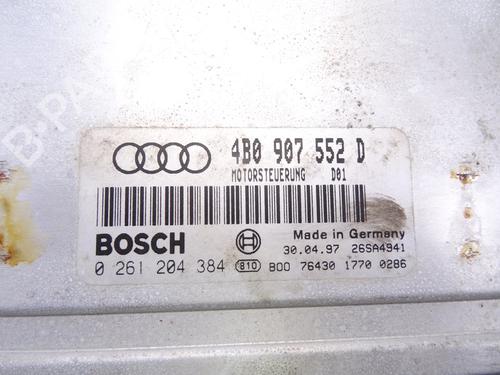 4B0 907 552 D
MOTORSTEUERUNG D01
Made in Germany
BOSCH
30.04.97 26SA4941
0 261 204 384 810 B00 76430 1770 0286